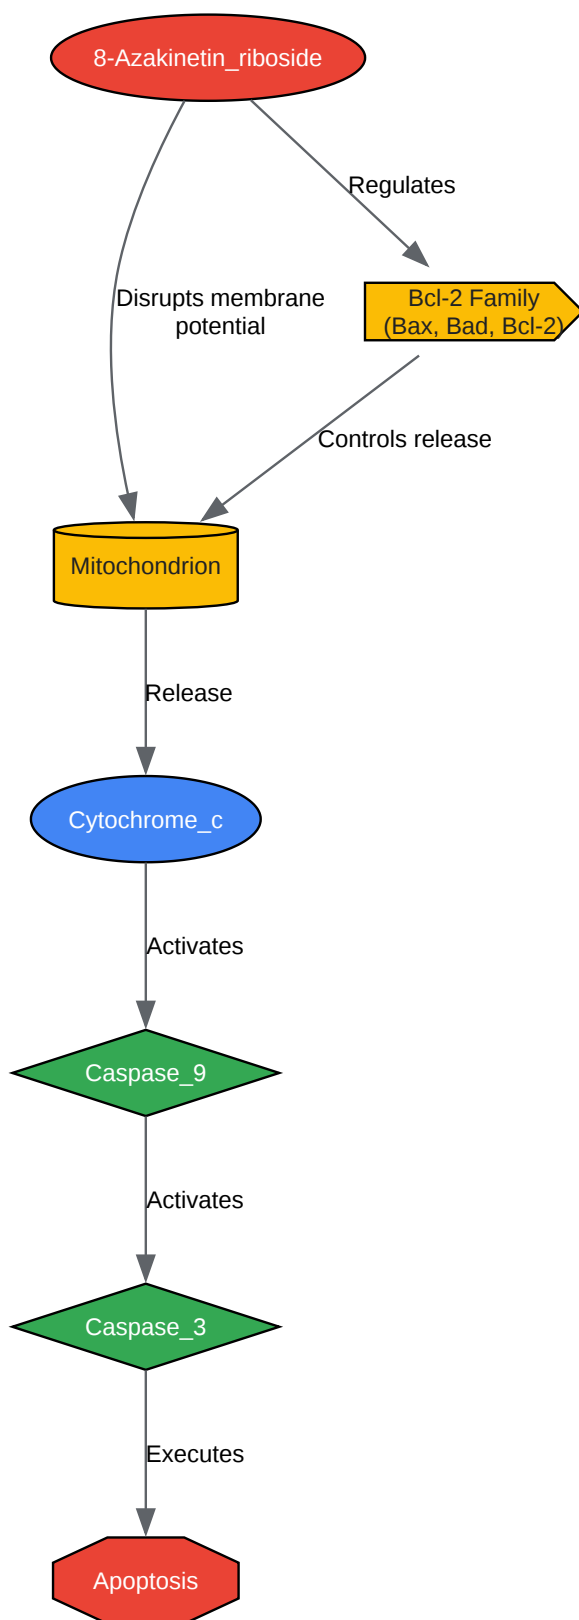 8-Azakinetin_riboside
Regulates
Disrupts membrane
potential
Bcl-2 Family
(Bax, Bad, Bcl-2)
Controls release
Mitochondrion
Release
Cytochrome_c
Activates
Caspase_9
Activates
Caspase_3
Executes
Apoptosis